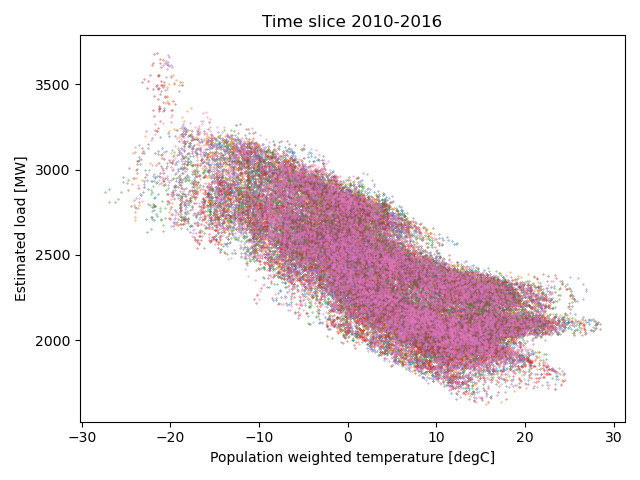 Time slice 2010-2016
Estimated load [MW]
3500
3000
2500
2000
−30 −20 −10 0 10 20 30
Population weighted temperature [degC]